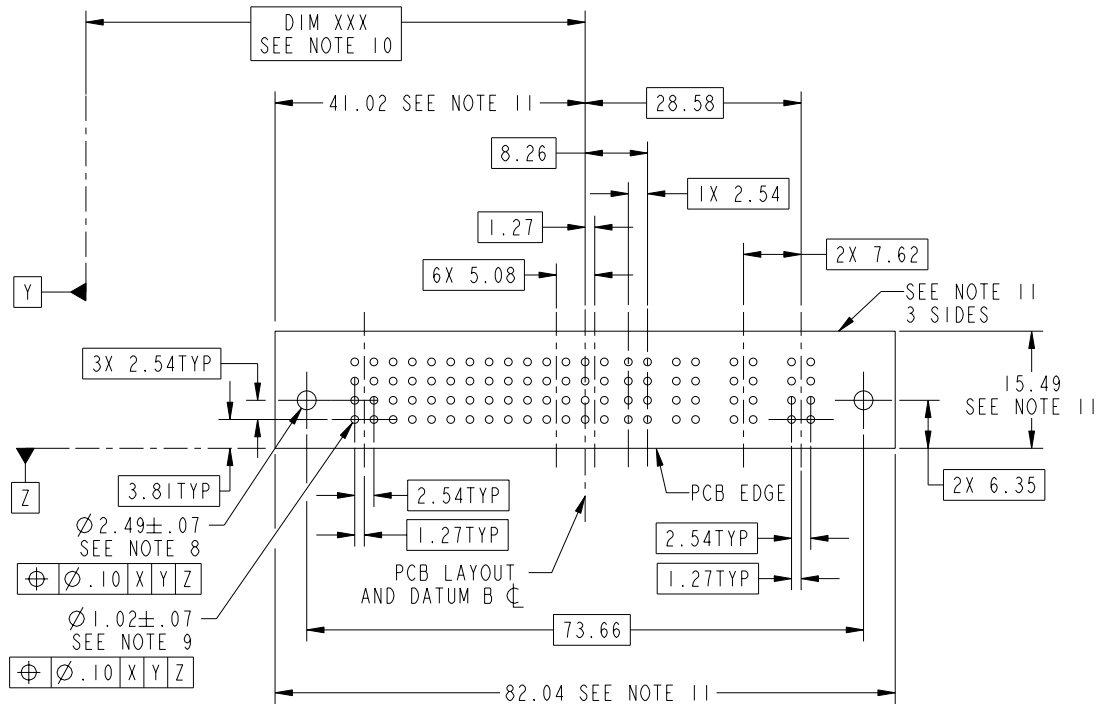 DIM XXX
SEE NOTE 10
41.02 SEE NOTE 11
28.58
8.26
1X 2.54
1.27
6X 5.08
2X 7.62
Y
SEE NOTE 11
3 SIDES
3X 2.54TYP
15.49
SEE NOTE 11
Z
3.81TYP
2.54TYP
PCB EDGE
2X 6.35
Ø2.49±.07
SEE NOTE 8
⌖ Ø.10 X Y Z
1.27TYP
2.54TYP
PCB LAYOUT
AND DATUM B ℄
1.27TYP
Ø1.02±.07
SEE NOTE 9
⌖ Ø.10 X Y Z
73.66
82.04 SEE NOTE 11